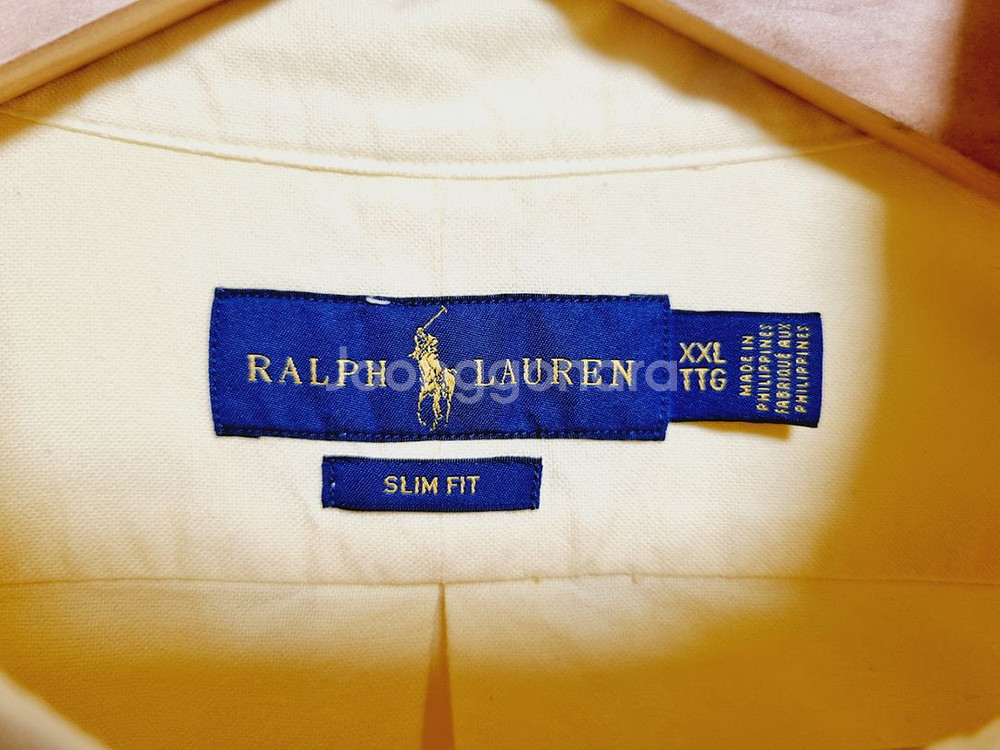 RALPH LAUREN
XXL
TTG
MADE IN
PHILIPPINES
FABRIQUÉ AUX
PHILIPPINES
SLIM FIT